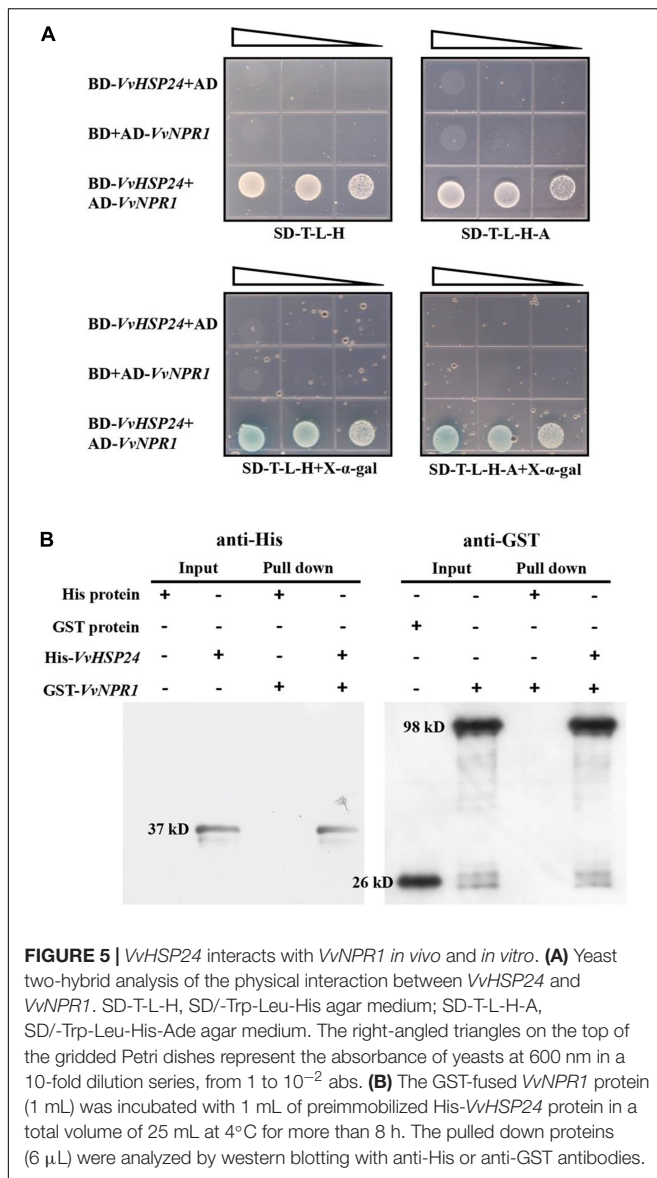 A
BD-VvHSP24+AD
BD+AD-VvNPR1
BD-VvHSP24+
AD-VvNPR1
SD-T-L-H
SD-T-L-H-A
BD-VvHSP24+AD
BD+AD-VvNPR1
BD-VvHSP24+
AD-VvNPR1
SD-T-L-H+X-α-gal
SD-T-L-H-A+X-α-gal
B
anti-His anti-GST
Input Pull down Input Pull down
His protein + - + - - - + -
GST protein - - - - + - - -
His-VvHSP24 - + - + - - - +
GST-VvNPR1 - - + + - + + +
98 kD
37 kD
26 kD
FIGURE 5 | VvHSP24 interacts with VvNPR1 in vivo and in vitro. (A) Yeast
two-hybrid analysis of the physical interaction between VvHSP24 and
VvNPR1. SD-T-L-H, SD/-Trp-Leu-His agar medium; SD-T-L-H-A,
SD/-Trp-Leu-His-Ade agar medium. The right-angled triangles on the top of
the gridded Petri dishes represent the absorbance of yeasts at 600 nm in a
10-fold dilution series, from 1 to 10⁻² abs. (B) The GST-fused VvNPR1 protein
(1 mL) was incubated with 1 mL of preimmobilized His-VvHSP24 protein in a
total volume of 25 mL at 4°C for more than 8 h. The pulled down proteins
(6 μL) were analyzed by western blotting with anti-His or anti-GST antibodies.